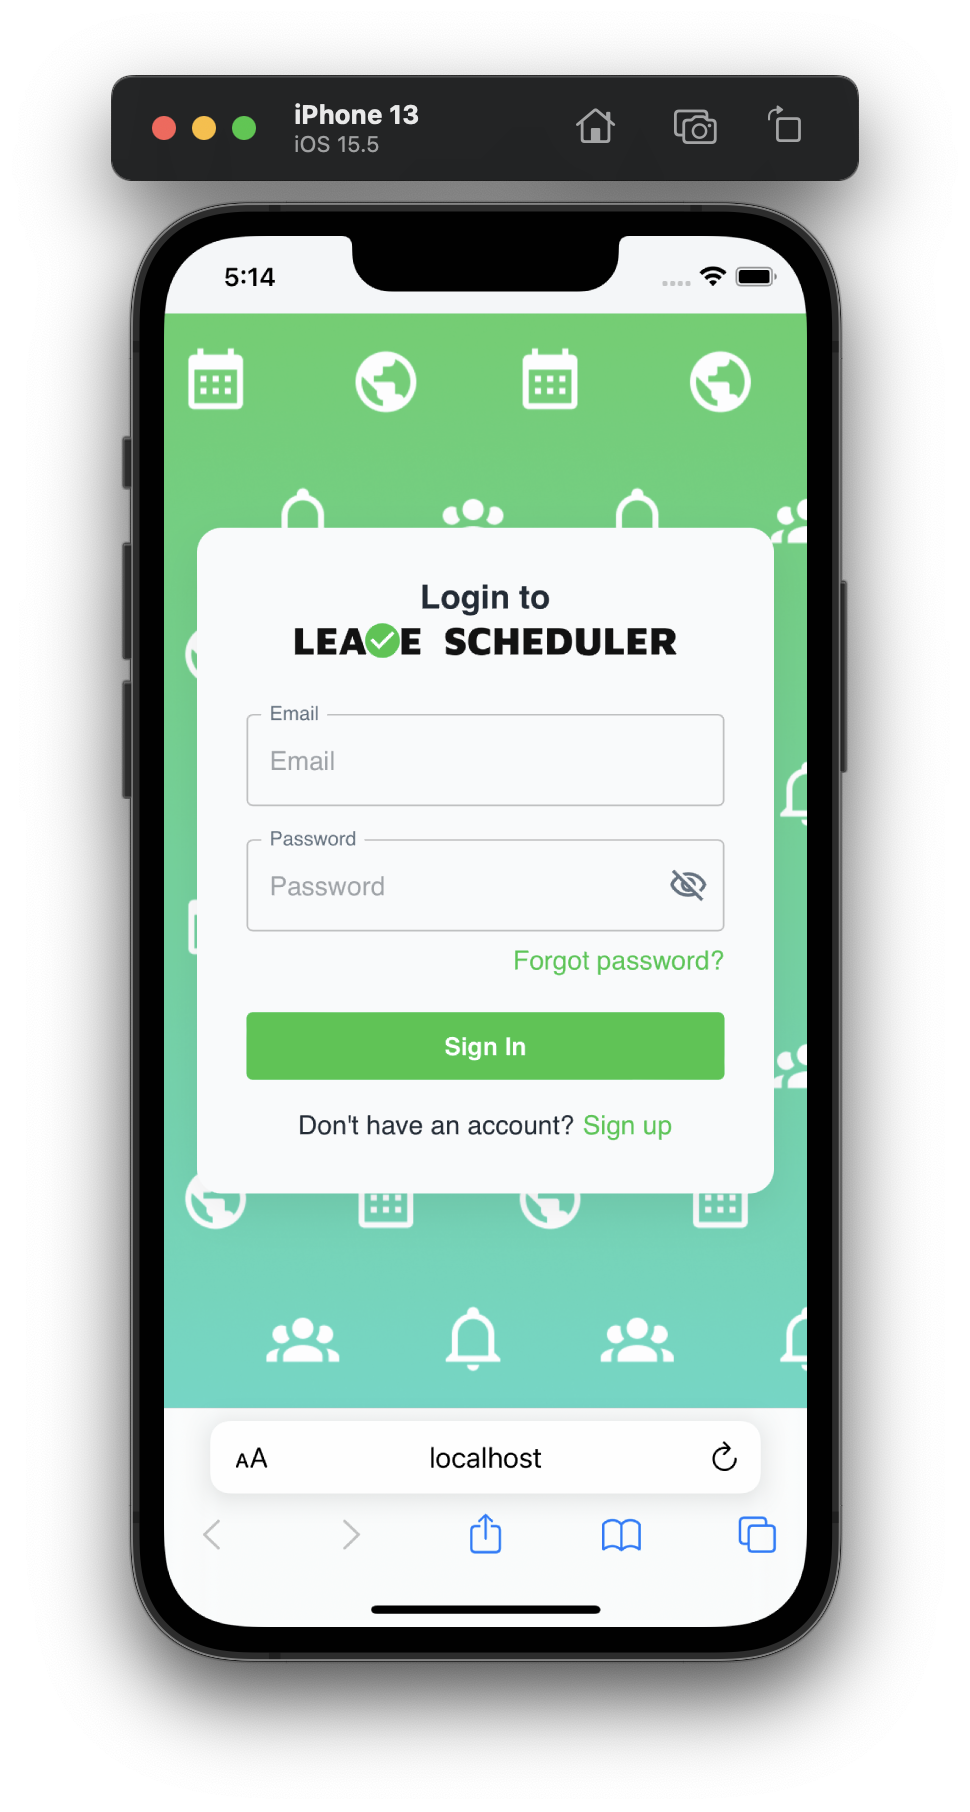 iPhone 13
iOS 15.5
5:14
Login to
LEAVE SCHEDULER
Email
Email
Password
Password
Forgot password?
Sign In
Don't have an account? Sign up
AA
localhost